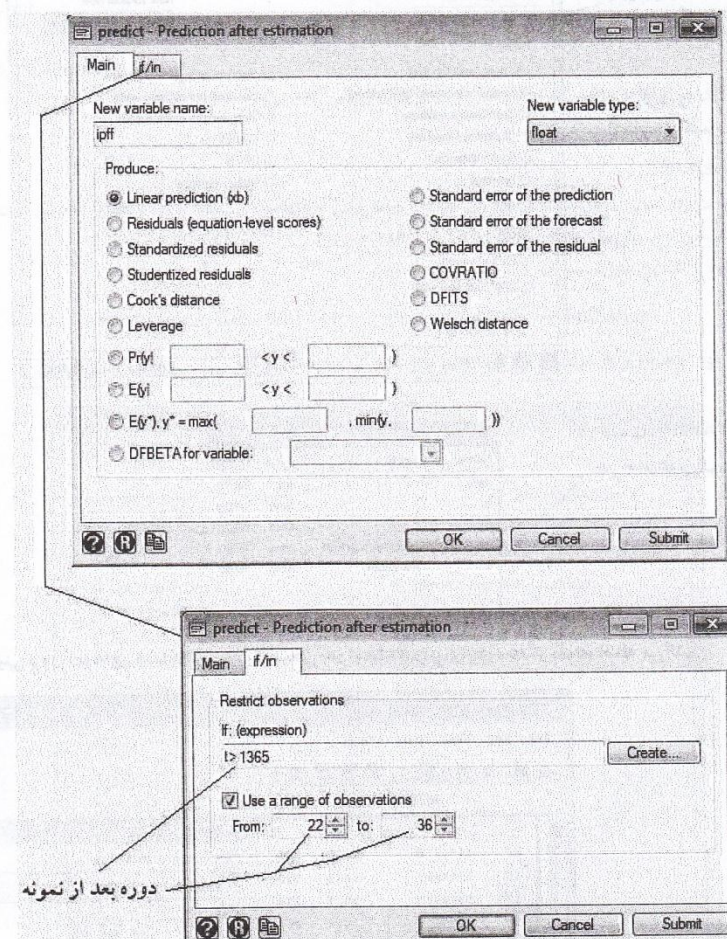 predict - Prediction after estimation
Main if/in
New variable name: New variable type:
ipff float
Produce:
Linear prediction (xb) Standard error of the prediction
Residuals (equation-level scores) Standard error of the forecast
Standardized residuals Standard error of the residual
Studentized residuals COVRATIO
Cook's distance DFITS
Leverage Welsch distance
Pr(y| < y < )
E(y| < y < )
E(y*), y* = max( , min(y, ))
DFBETA for variable:
OK Cancel Submit
predict - Prediction after estimation
Main if/in
Restrict observations
If: (expression)
t> 1365 Create...
Use a range of observations
From: 22 to: 36
دوره بعد از نمونه
OK Cancel Submit